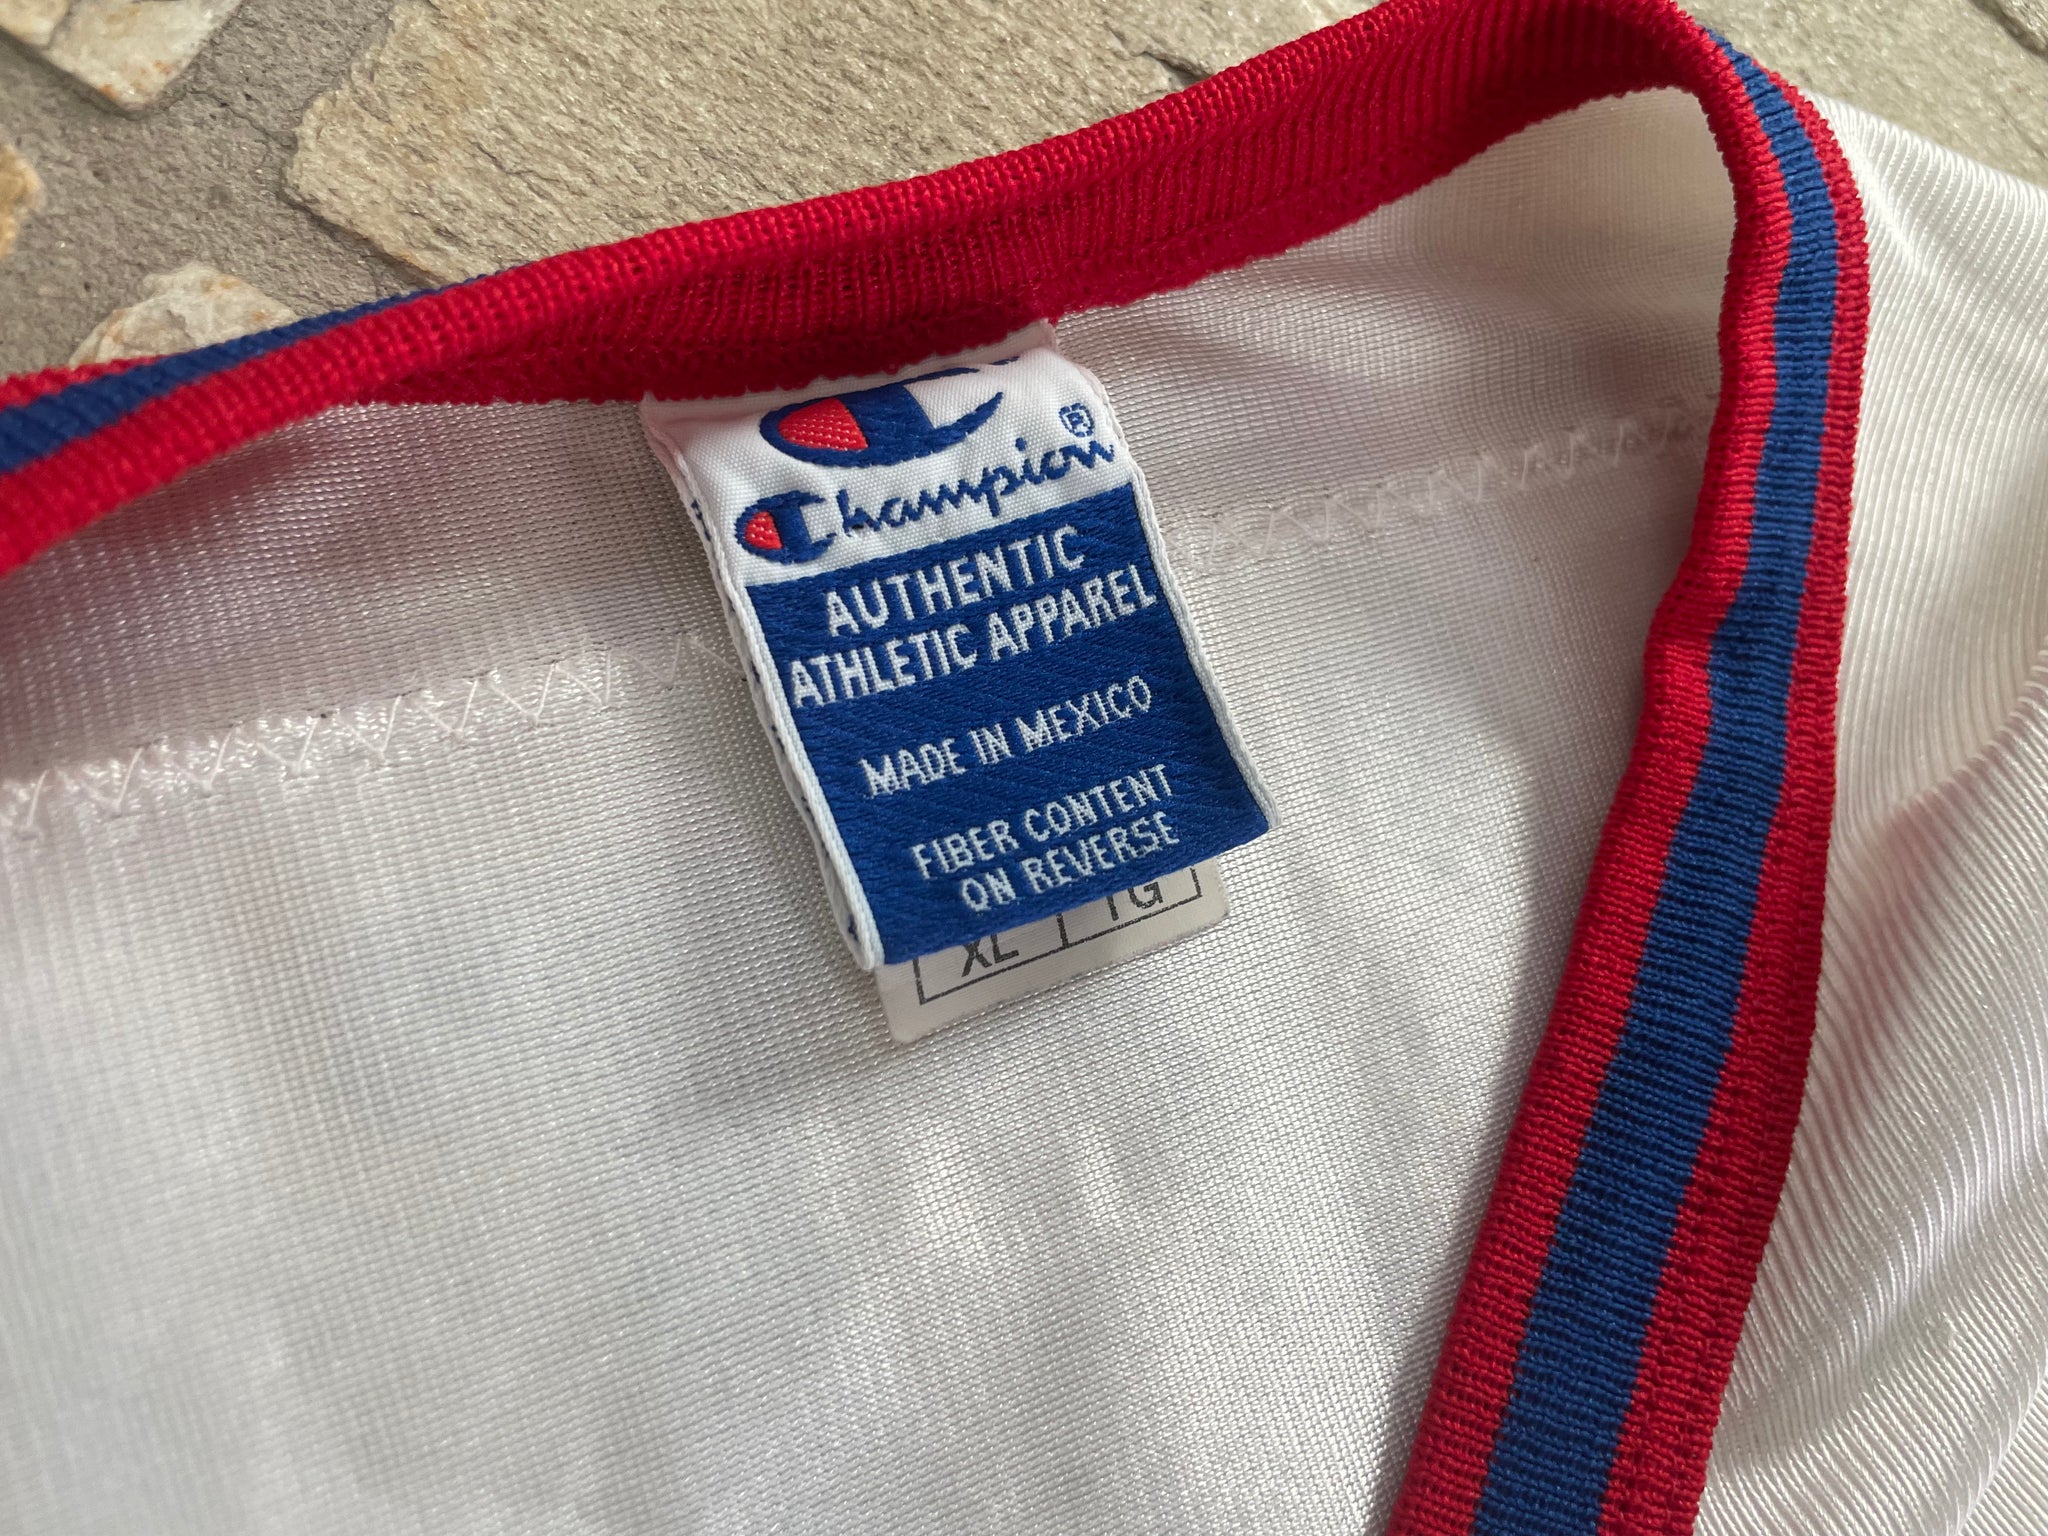 Champion®
AUTHENTIC
ATHLETIC APPAREL
MADE IN MEXICO
FIBER CONTENT
ON REVERSE
XL TG